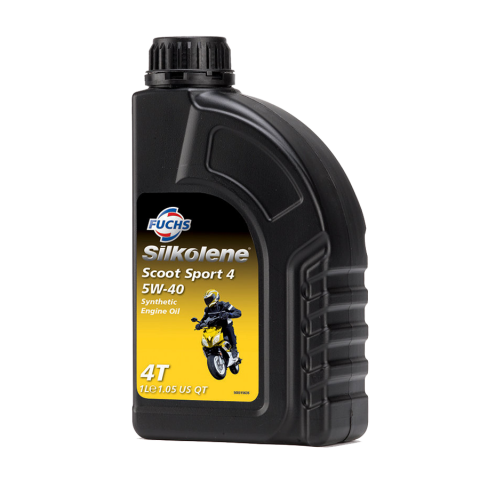 FUCHS
Silkolene
Scoot Sport 4
5W-40
Synthetic
Engine Oil
4T
1L℮1.05 US QT